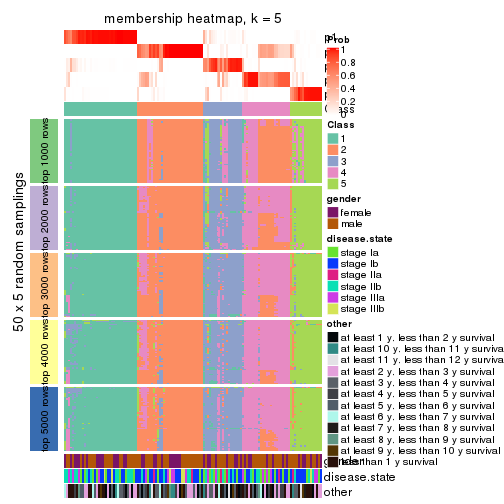 membership heatmap, k = 5
Prob
1
0.8
0.6
0.4
0.2
0
Class
1
2
3
4
5
gender
female
male
disease.state
stage Ia
stage Ib
stage IIa
stage IIb
stage IIIa
stage IIIb
other
at least 1 y. less than 2 y survival
at least 10 y. less than 11 y surviva
at least 11 y. less than 12 y surviva
at least 2 y. less than 3 y survival
at least 3 y. less than 4 y survival
at least 4 y. less than 5 y survival
at least 5 y. less than 6 y survival
at least 6 y. less than 7 y survival
at least 7 y. less than 8 y survival
at least 8 y. less than 9 y survival
at least 9 y. less than 10 y survival
less than 1 y survival
disease.state
other
50 x 5 random samplings
top 1000 rows
top 2000 rows
top 3000 rows
top 4000 rows
top 5000 rows